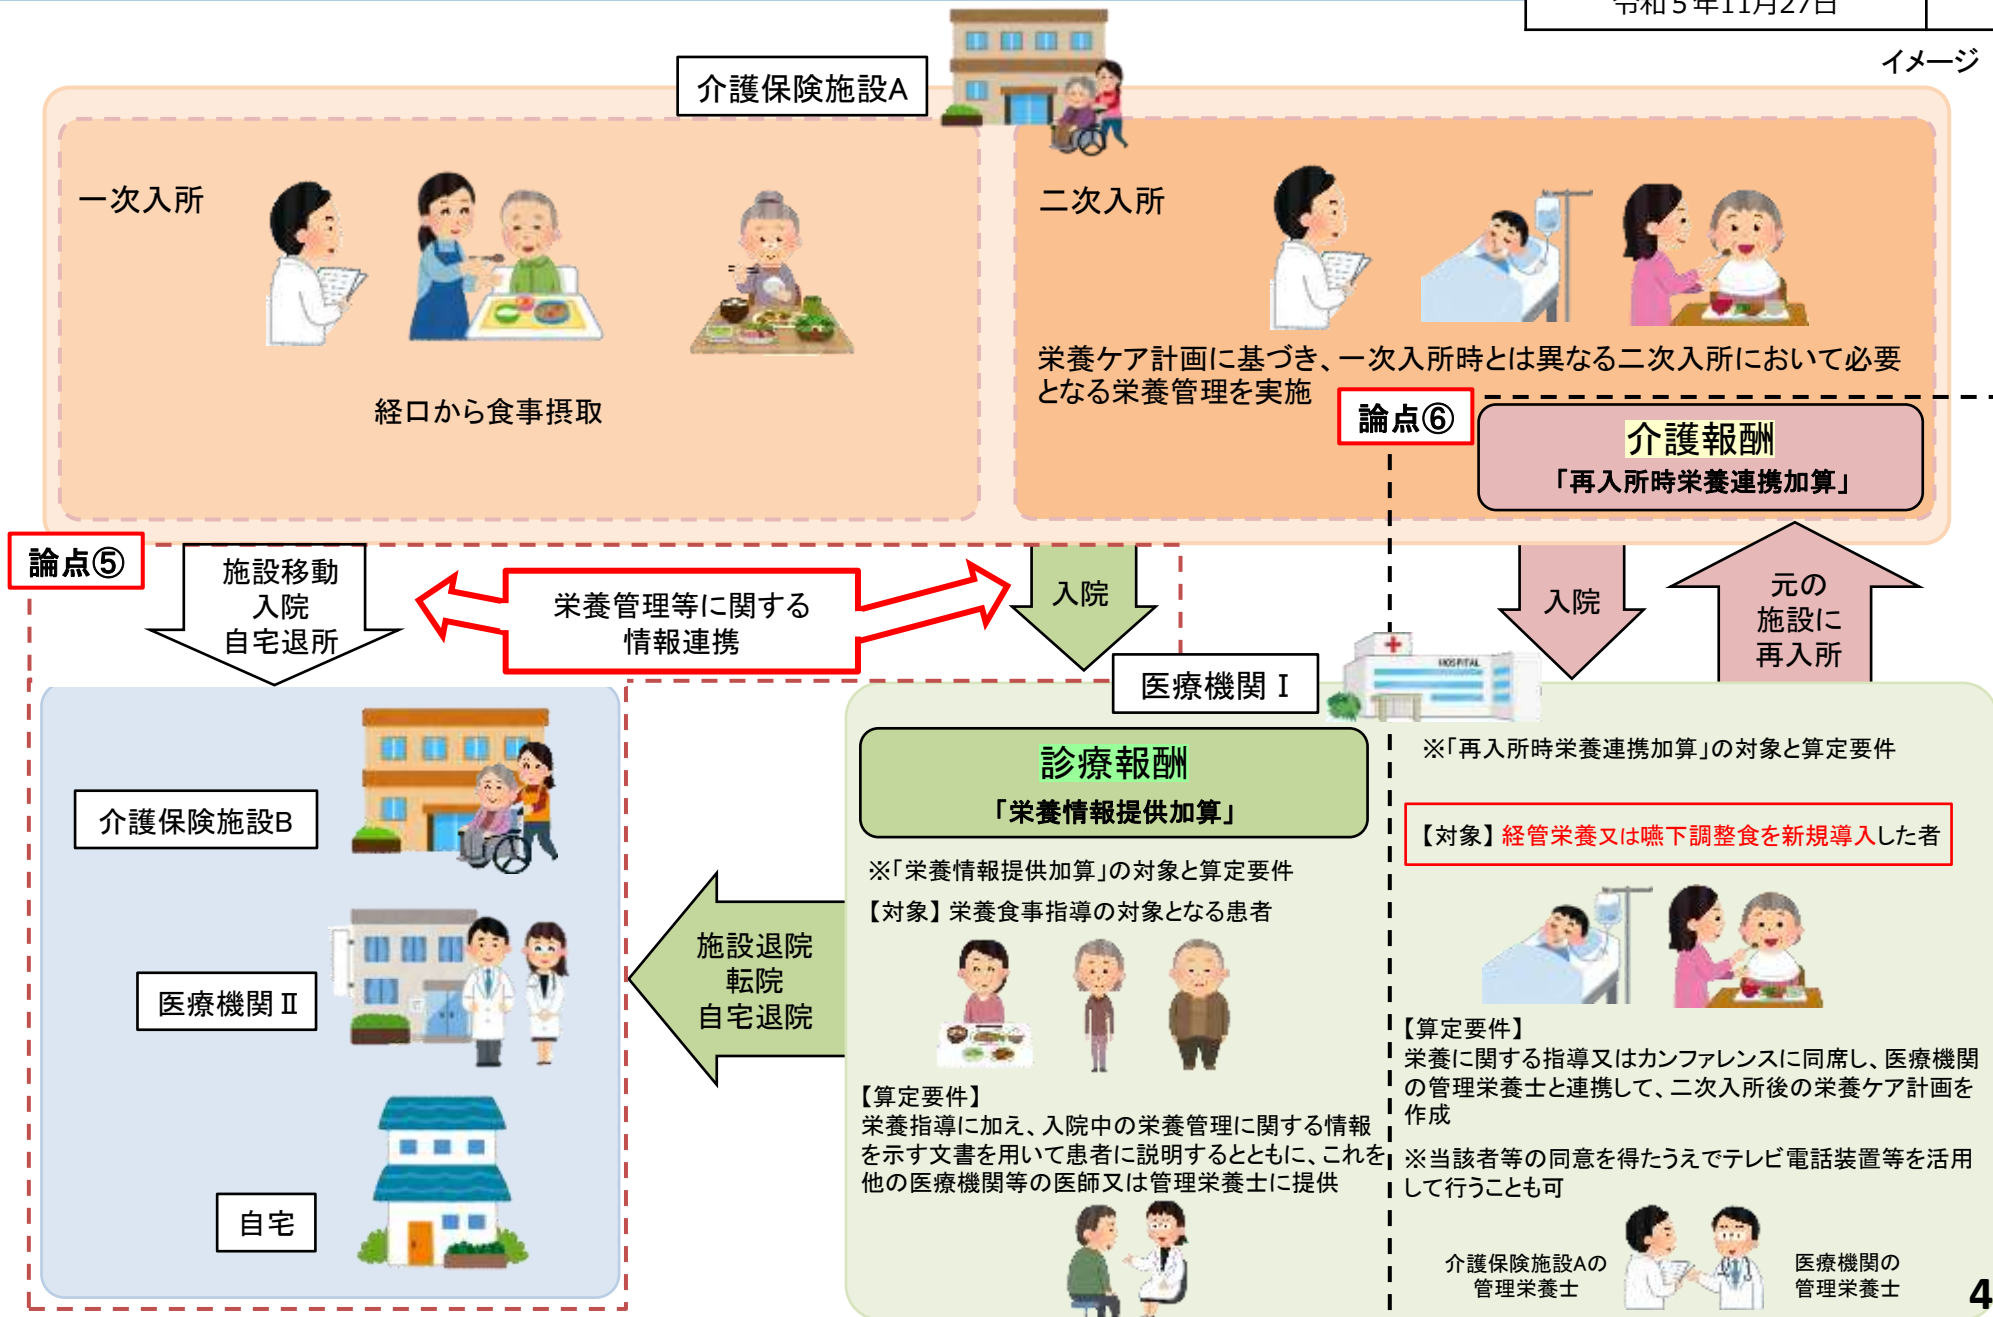 令和５年11月27日
イメージ
介護保険施設A
一次入所
経口から食事摂取
二次入所
栄養ケア計画に基づき、一次入所時とは異なる二次入所において必要
となる栄養管理を実施
論点⑥
介護報酬
「再入所時栄養連携加算」
論点⑤
施設移動
入院
自宅退所
栄養管理等に関する
情報連携
入院
入院
元の
施設に
再入所
医療機関Ⅰ
HOSPITAL
介護保険施設B
医療機関Ⅱ
自宅
施設退院
転院
自宅退院
診療報酬
「栄養情報提供加算」
※「栄養情報提供加算」の対象と算定要件
【対象】栄養食事指導の対象となる患者
【算定要件】
栄養指導に加え、入院中の栄養管理に関する情報
を示す文書を用いて患者に説明するとともに、これを
他の医療機関等の医師又は管理栄養士に提供
※「再入所時栄養連携加算」の対象と算定要件
【対象】経管栄養又は嚥下調整食を新規導入した者
【算定要件】
栄養に関する指導又はカンファレンスに同席し、医療機関
の管理栄養士と連携して、二次入所後の栄養ケア計画を
作成
※当該者等の同意を得たうえでテレビ電話装置等を活用
して行うことも可
介護保険施設Aの
管理栄養士
医療機関の
管理栄養士
4